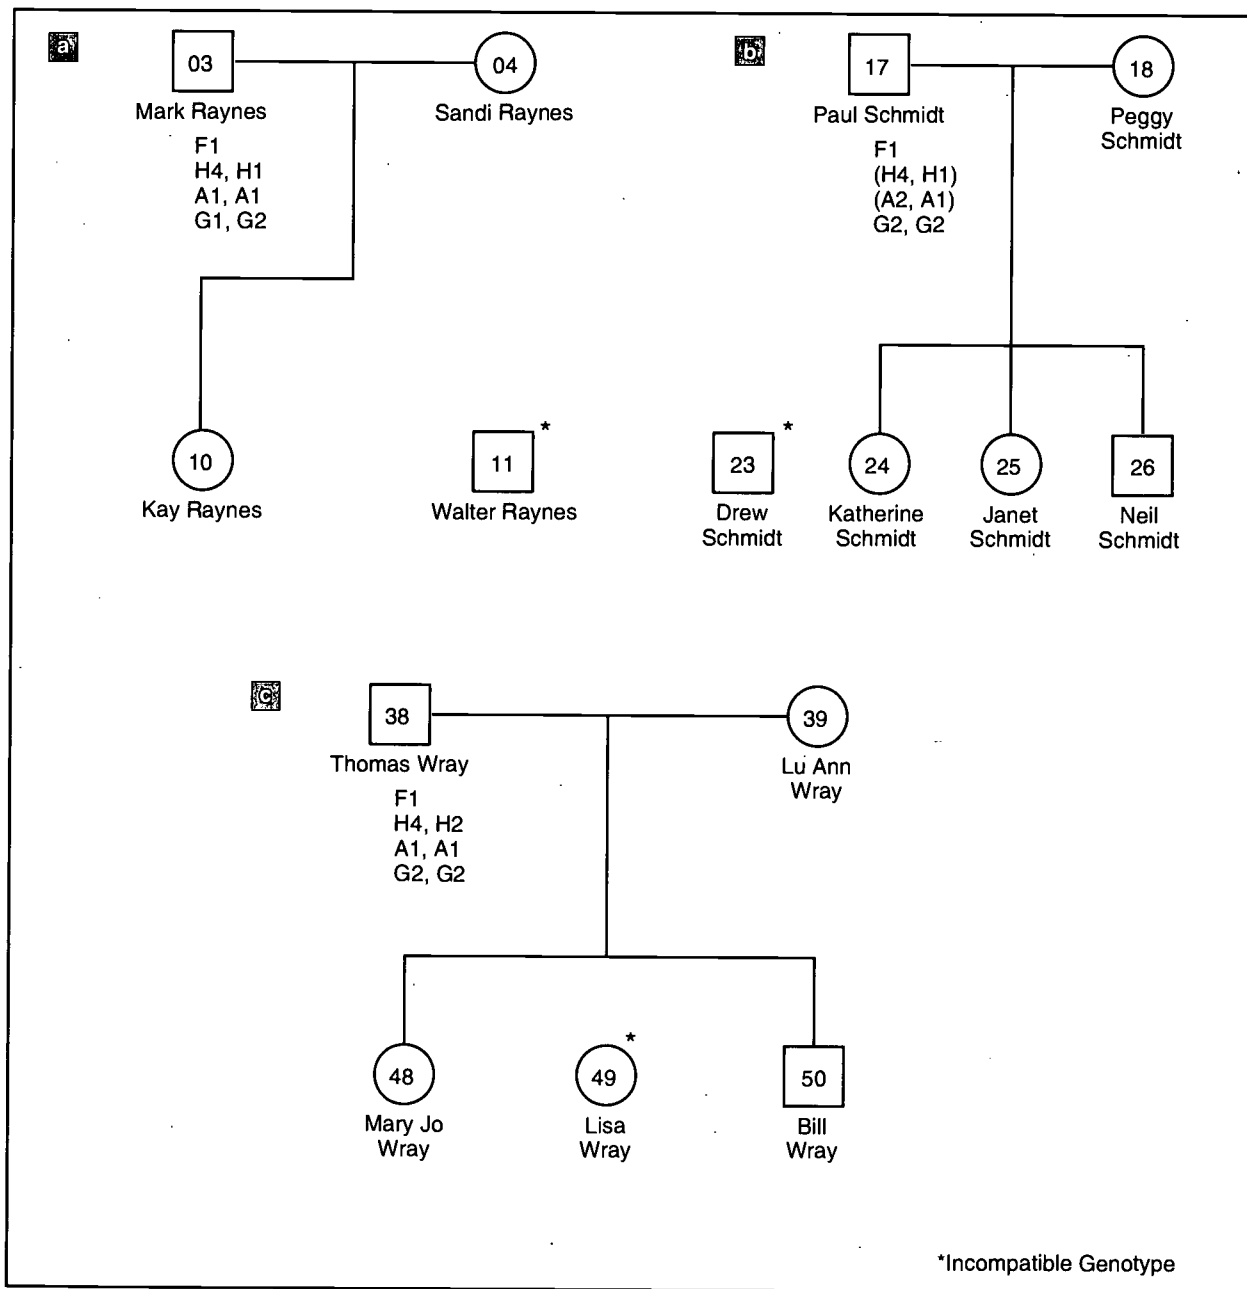 a
03
04
Mark Raynes
Sandi Raynes
F1
H4, H1
A1, A1
G1, G2
10
Kay Raynes
*
11
Walter Raynes
b
17
18
Paul Schmidt
Peggy
Schmidt
F1
(H4, H1)
(A2, A1)
G2, G2
*
23
Drew
Schmidt
24
Katherine
Schmidt
25
Janet
Schmidt
26
Neil
Schmidt
c
38
39
Thomas Wray
Lu Ann
Wray
F1
H4, H2
A1, A1
G2, G2
48
Mary Jo
Wray
*
49
Lisa
Wray
50
Bill
Wray
*Incompatible Genotype